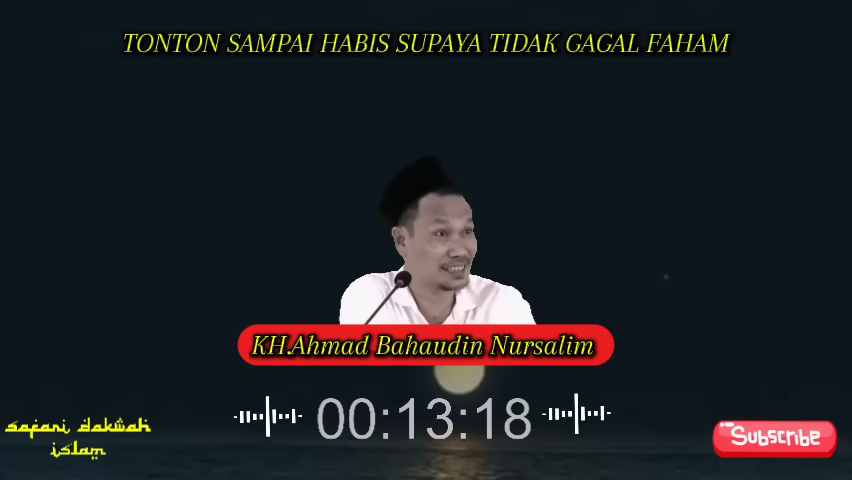 TONTON SAMPAI HABIS SUPAYA TIDAK GAGAL FAHAM
KH.Ahmad Bahaudin Nursalim
00:13:18
safari dakwah
islam
Subscribe